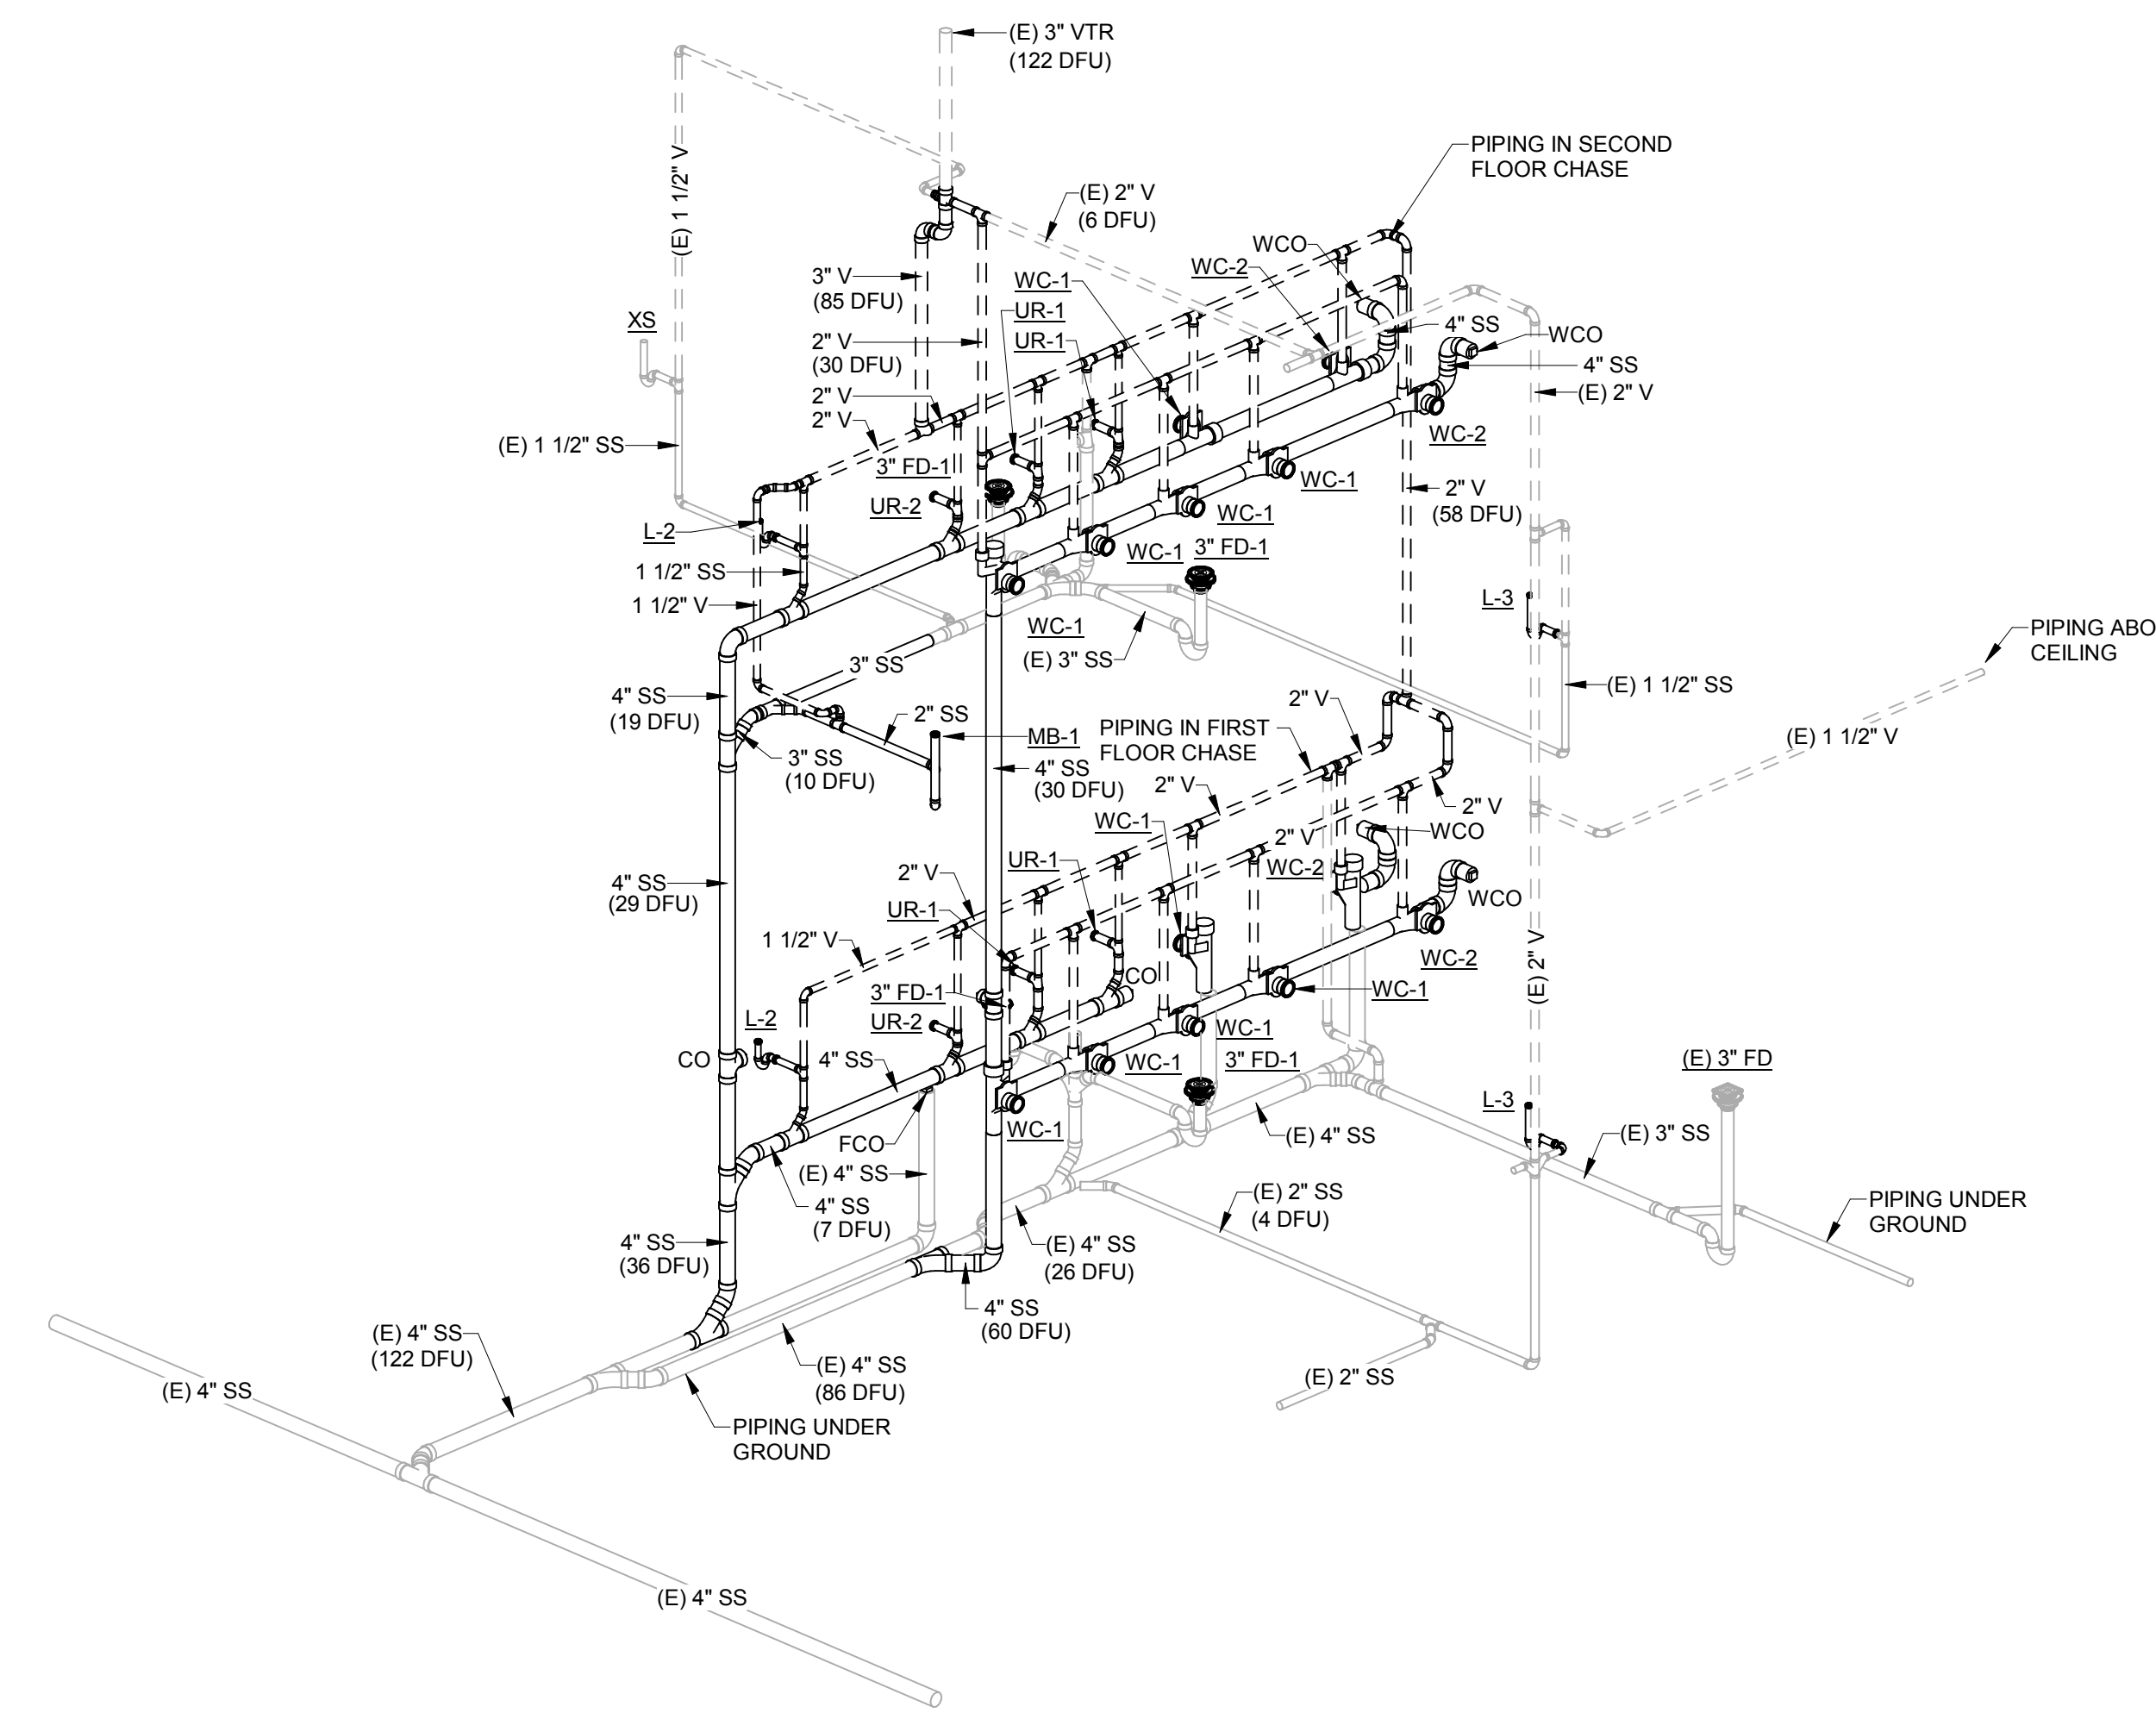 (E) 3" VTR
(122 DFU)
PIPING IN SECOND
FLOOR CHASE
(E) 1 1/2" V
(E) 2" V
(6 DFU)
WCO
WC-2
WC-1
UR-1
UR-1
3" V
(85 DFU)
XS
4" SS
WCO
4" SS
(E) 2" V
2" V
(30 DFU)
2" V
2" V
(E) 1 1/2" SS
3" FD-1
WC-2
WC-1
2" V
(58 DFU)
UR-2
WC-1
L-2
WC-1
3" FD-1
1 1/2" SS
1 1/2" V
L-3
WC-1
(E) 3" SS
3" SS
PIPING ABO
CEILING
4" SS
(19 DFU)
(E) 1 1/2" SS
2" V
2" SS
PIPING IN FIRST
FLOOR CHASE
MB-1
(E) 1 1/2" V
3" SS
(10 DFU)
4" SS
(30 DFU)
2" V
2" V
WC-1
WCO
2" V
UR-1
WC-2
4" SS
(29 DFU)
2" V
WCO
UR-1
1 1/2" V
WC-2
CO
(E) 2" V
3" FD-1
WC-1
UR-2
L-2
WC-1
CO
4" SS
WC-1
3" FD-1
(E) 3" FD
L-3
WC-1
FCO
(E) 4" SS
(E) 3" SS
(E) 4" SS
4" SS
(7 DFU)
(E) 2" SS
(4 DFU)
PIPING UNDER
GROUND
4" SS
(36 DFU)
(E) 4" SS
(26 DFU)
4" SS
(60 DFU)
(E) 4" SS
(122 DFU)
(E) 4" SS
(86 DFU)
(E) 4" SS
(E) 2" SS
PIPING UNDER
GROUND
(E) 4" SS